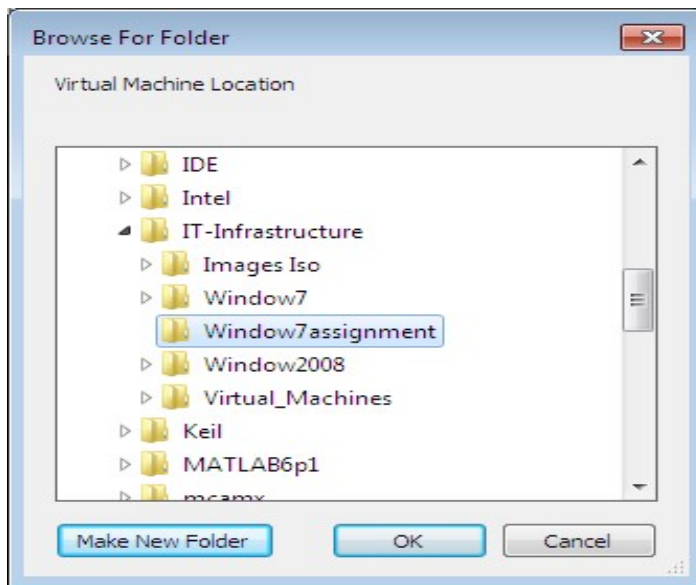 Browse For Folder
Virtual Machine Location
IDE
Intel
IT-Infrastructure
Images Iso
Window7
Window7assignment
Window2008
Virtual_Machines
Keil
MATLAB6p1
mcamx
Make New Folder
OK
Cancel